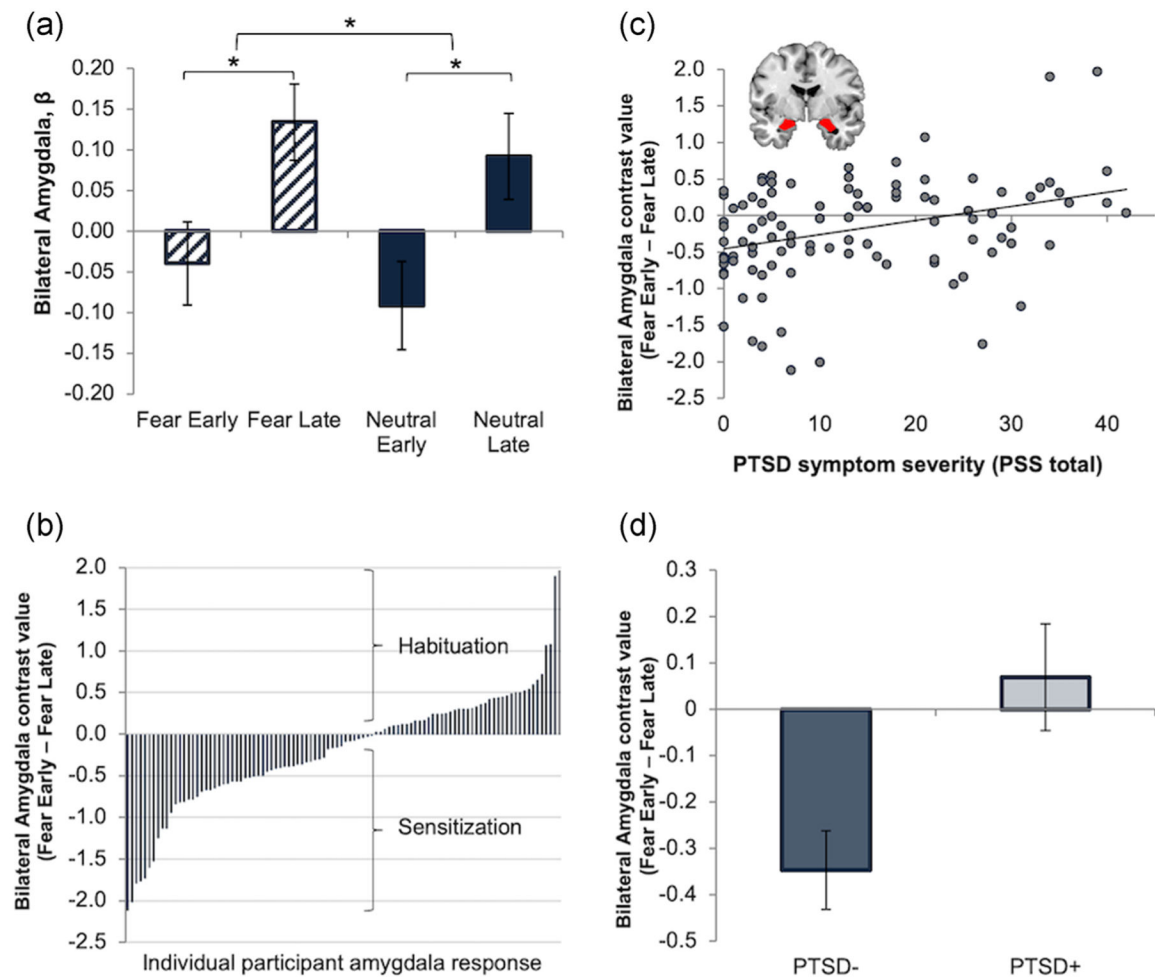 (a)
*
*
*
Bilateral Amygdala, β
0.20
0.15
0.10
0.05
0.00
-0.05
-0.10
-0.15
-0.20
Fear Early
Fear Late
Neutral
Early
Neutral
Late
(c)
Bilateral Amygdala contrast value
(Fear Early – Fear Late)
2.0
1.5
1.0
0.5
0.0
-0.5
-1.0
-1.5
-2.0
-2.5
0
10
20
30
40
PTSD symptom severity (PSS total)
(b)
Bilateral Amygdala contrast value
(Fear Early – Fear Late)
2.0
1.5
1.0
0.5
0.0
-0.5
-1.0
-1.5
-2.0
-2.5
Habituation
Sensitization
Individual participant amygdala response
(d)
Bilateral Amygdala contrast value
(Fear Early – Fear Late)
0.3
0.2
0.1
0
-0.1
-0.2
-0.3
-0.4
-0.5
PTSD-
PTSD+